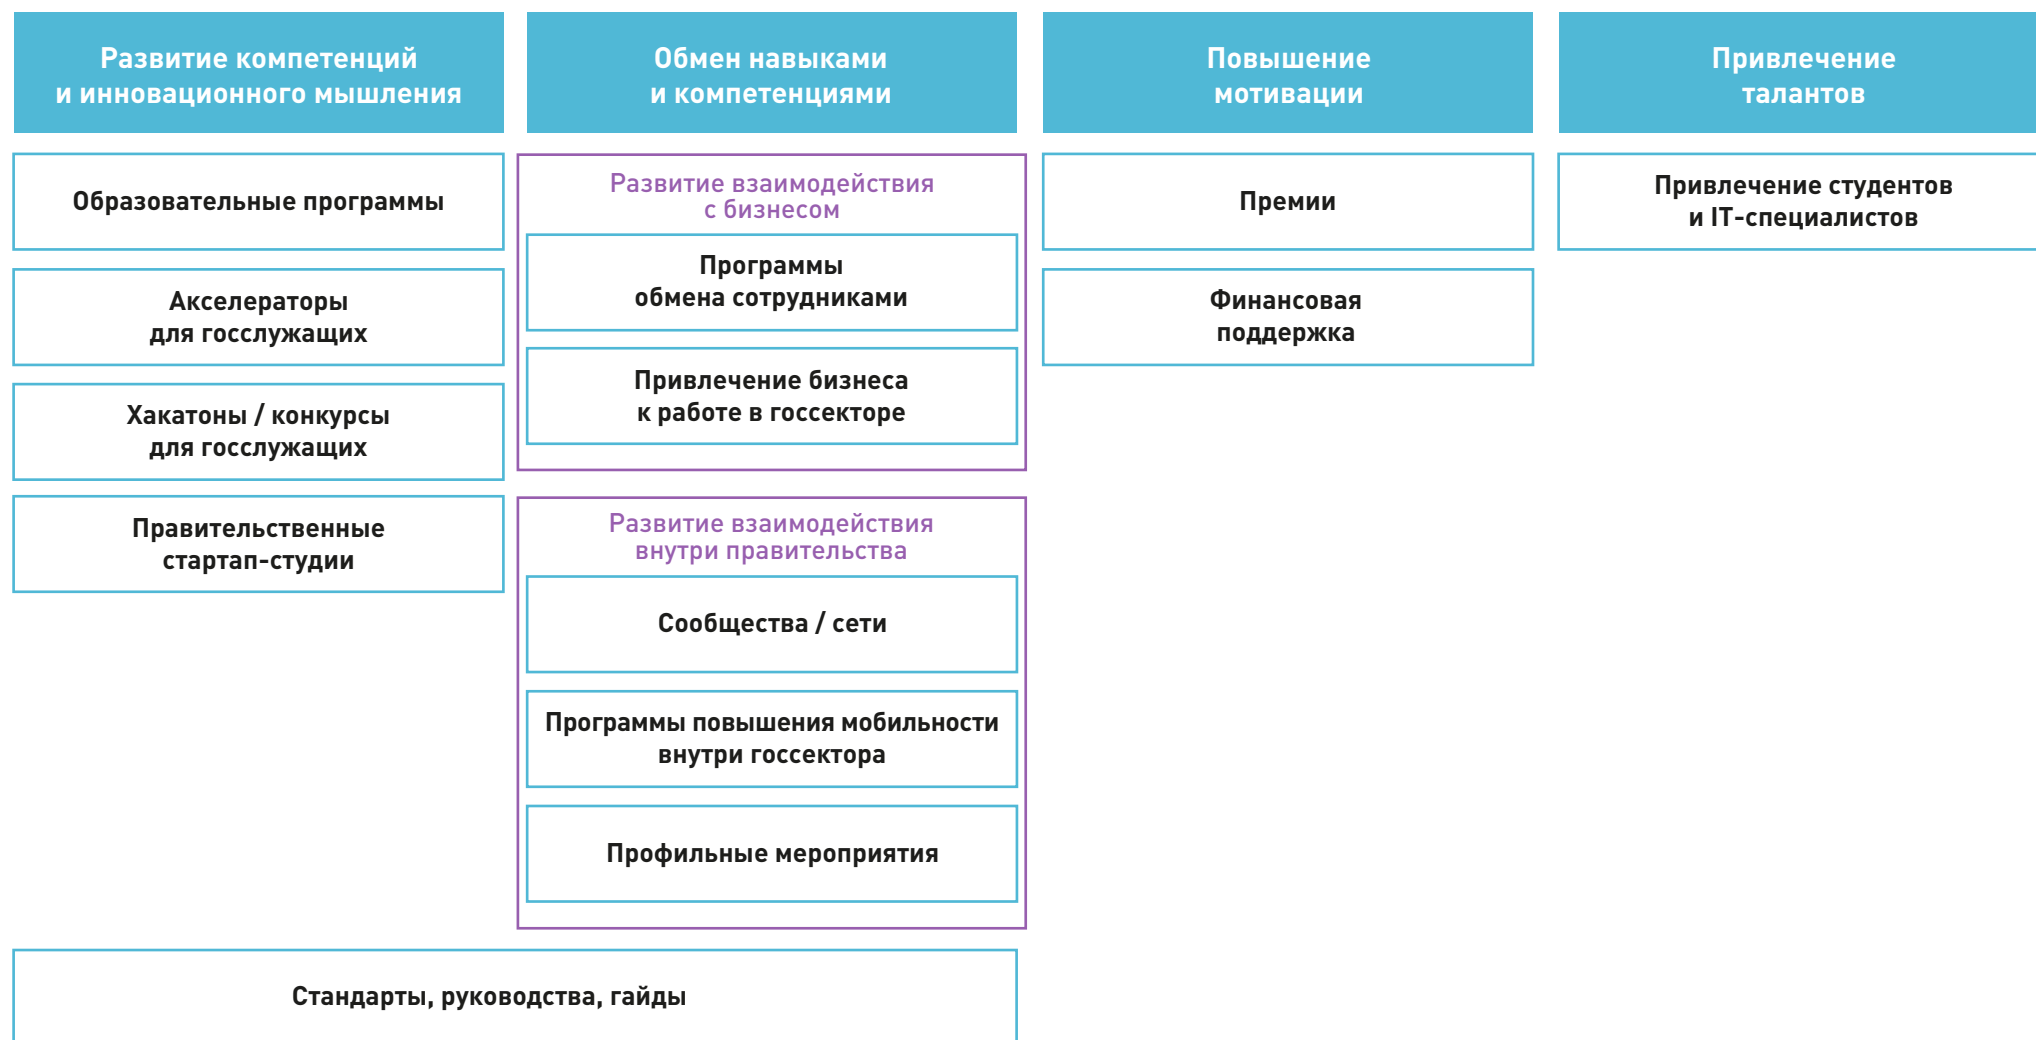 Развитие компетенций
и инновационного мышления
Образовательные программы
Акселераторы
для госслужащих
Хакатоны / конкурсы
для госслужащих
Правительственные
стартап-студии
Обмен навыками
и компетенциями
Развитие взаимодействия
с бизнесом
Программы
обмена сотрудниками
Привлечение бизнеса
к работе в госсекторе
Развитие взаимодействия
внутри правительства
Сообщества / сети
Программы повышения мобильности
внутри госсектора
Профильные мероприятия
Стандарты, руководства, гайды
Повышение
мотивации
Премии
Финансовая
поддержка
Привлечение
талантов
Привлечение студентов
и IT-специалистов